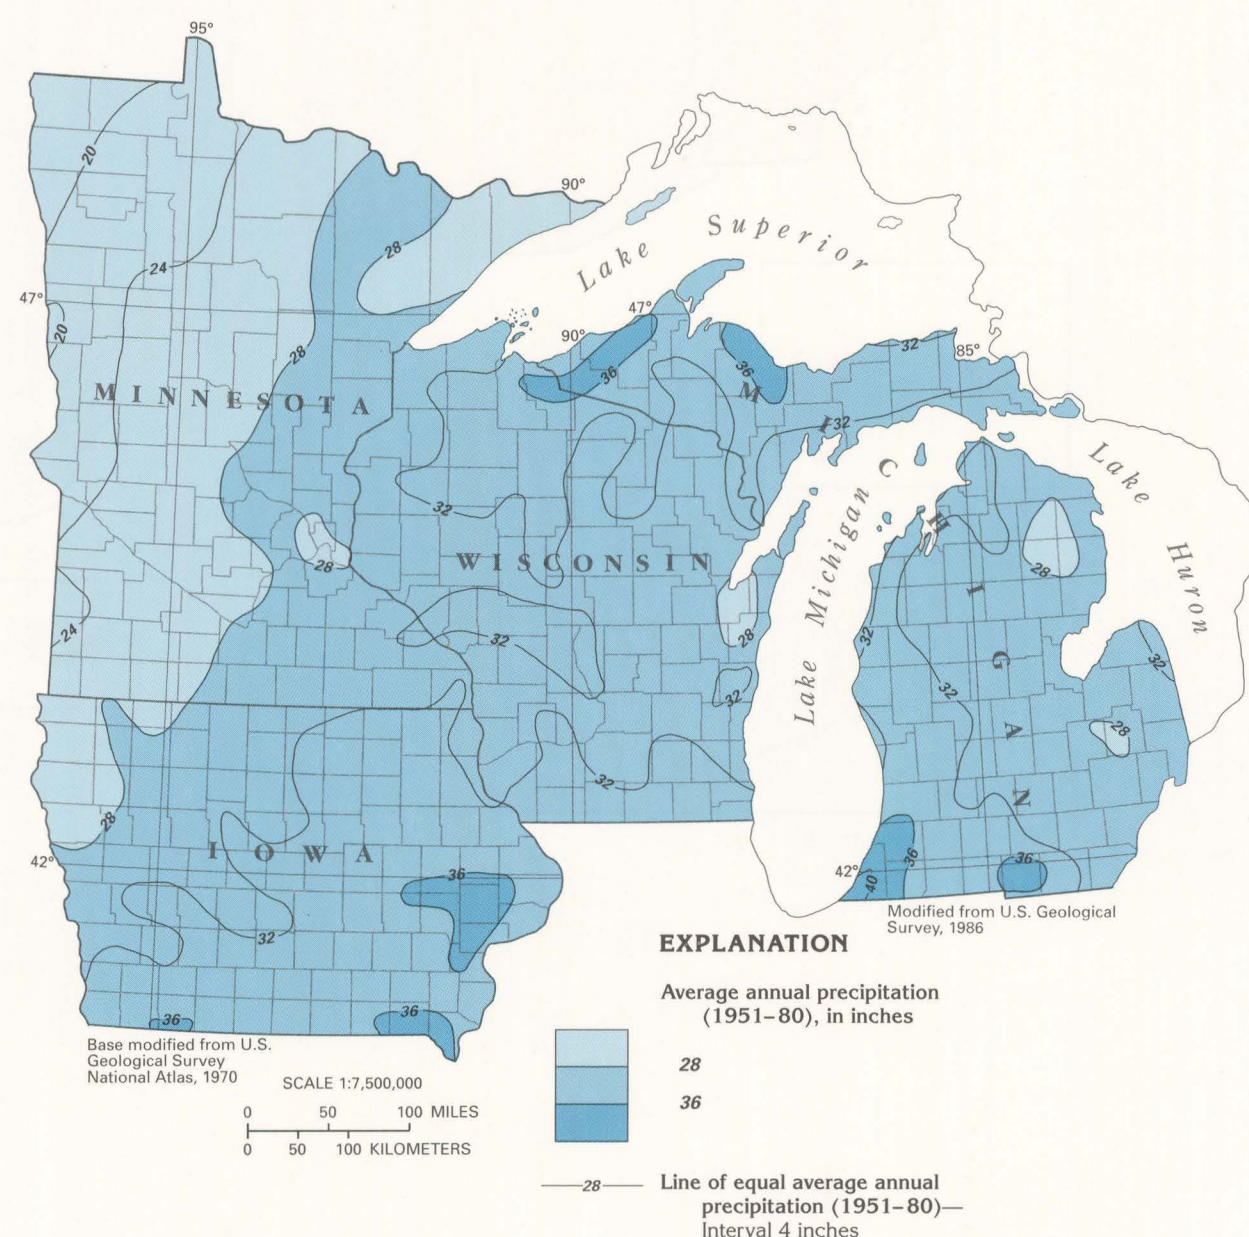 95°
20
90°
Lake Superior
28
24
47°
47°
20
90°
32
85°
28
36
36
MINNESOTA
32
MICHIGAN
Lake Huron
32
Lake Michigan
WISCONSIN
28
28
24
32
28
32
32
32
32
28
32
28
IOWA
36
36
42°
42°
40
36
32
Modified from U.S. Geological
Survey, 1986
36
36
Base modified from U.S.
Geological Survey
National Atlas, 1970
SCALE 1:7,500,000
0 50 100 MILES
0 50 100 KILOMETERS
EXPLANATION
Average annual precipitation
(1951–80), in inches
28
36
28
Line of equal average annual
precipitation (1951–80)—
Interval 4 inches